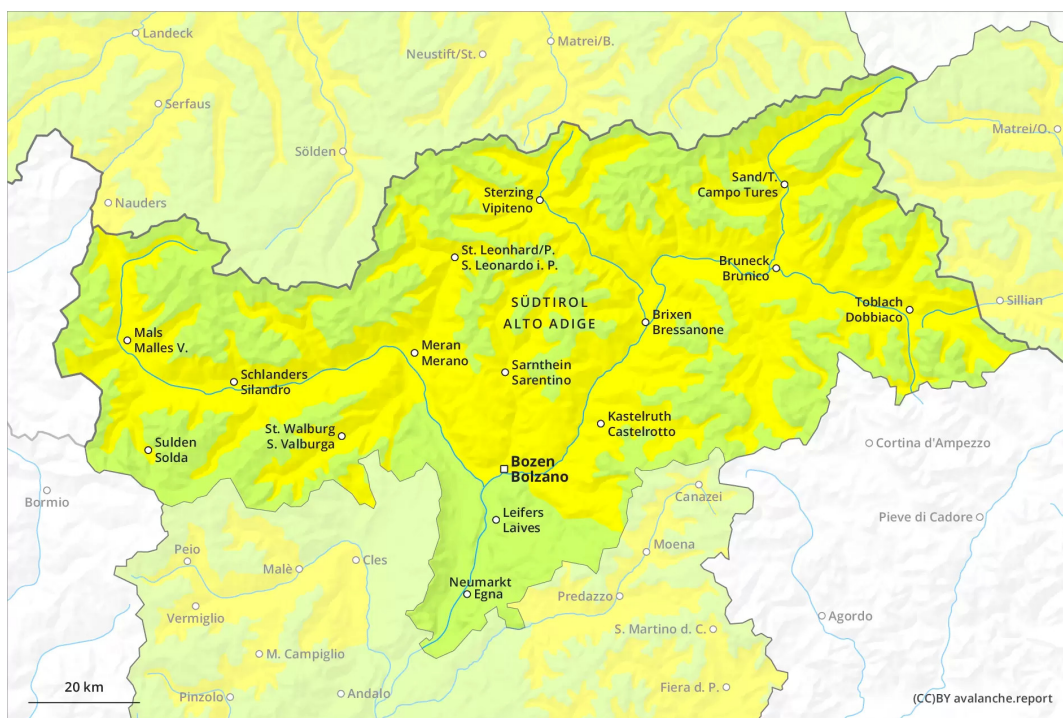 Landeck
Neustift/St.
Matrei/B.
Serfaus
Sölden
Matrei/O.
Nauders
Sterzing
Vipiteno
Sand/T.
Campo Tures
St. Leonhard/P.
S. Leonardo i. P.
Bruneck
Brunico
SÜDTIROL
ALTO ADIGE
Toblach
Dobbiaco
Sillian
Brixen
Bressanone
Mals
Malles V.
Meran
Merano
Sarnthein
Sarentino
Schlanders
Silandro
Kastelruth
Castelrotto
St. Walburg
S. Valburga
Sulden
Solda
Cortina d'Ampezzo
Bozen
Bolzano
Bormio
Canazei
Leifers
Laives
Pieve di Cadore
Peio
Moena
Malè
Cles
Neumarkt
Egna
Predazzo
Vermiglio
Agordo
S. Martino d. C.
M. Campiglio
20 km
Pinzolo
Andalo
Fiera d. P.
(CC)BY avalanche.report